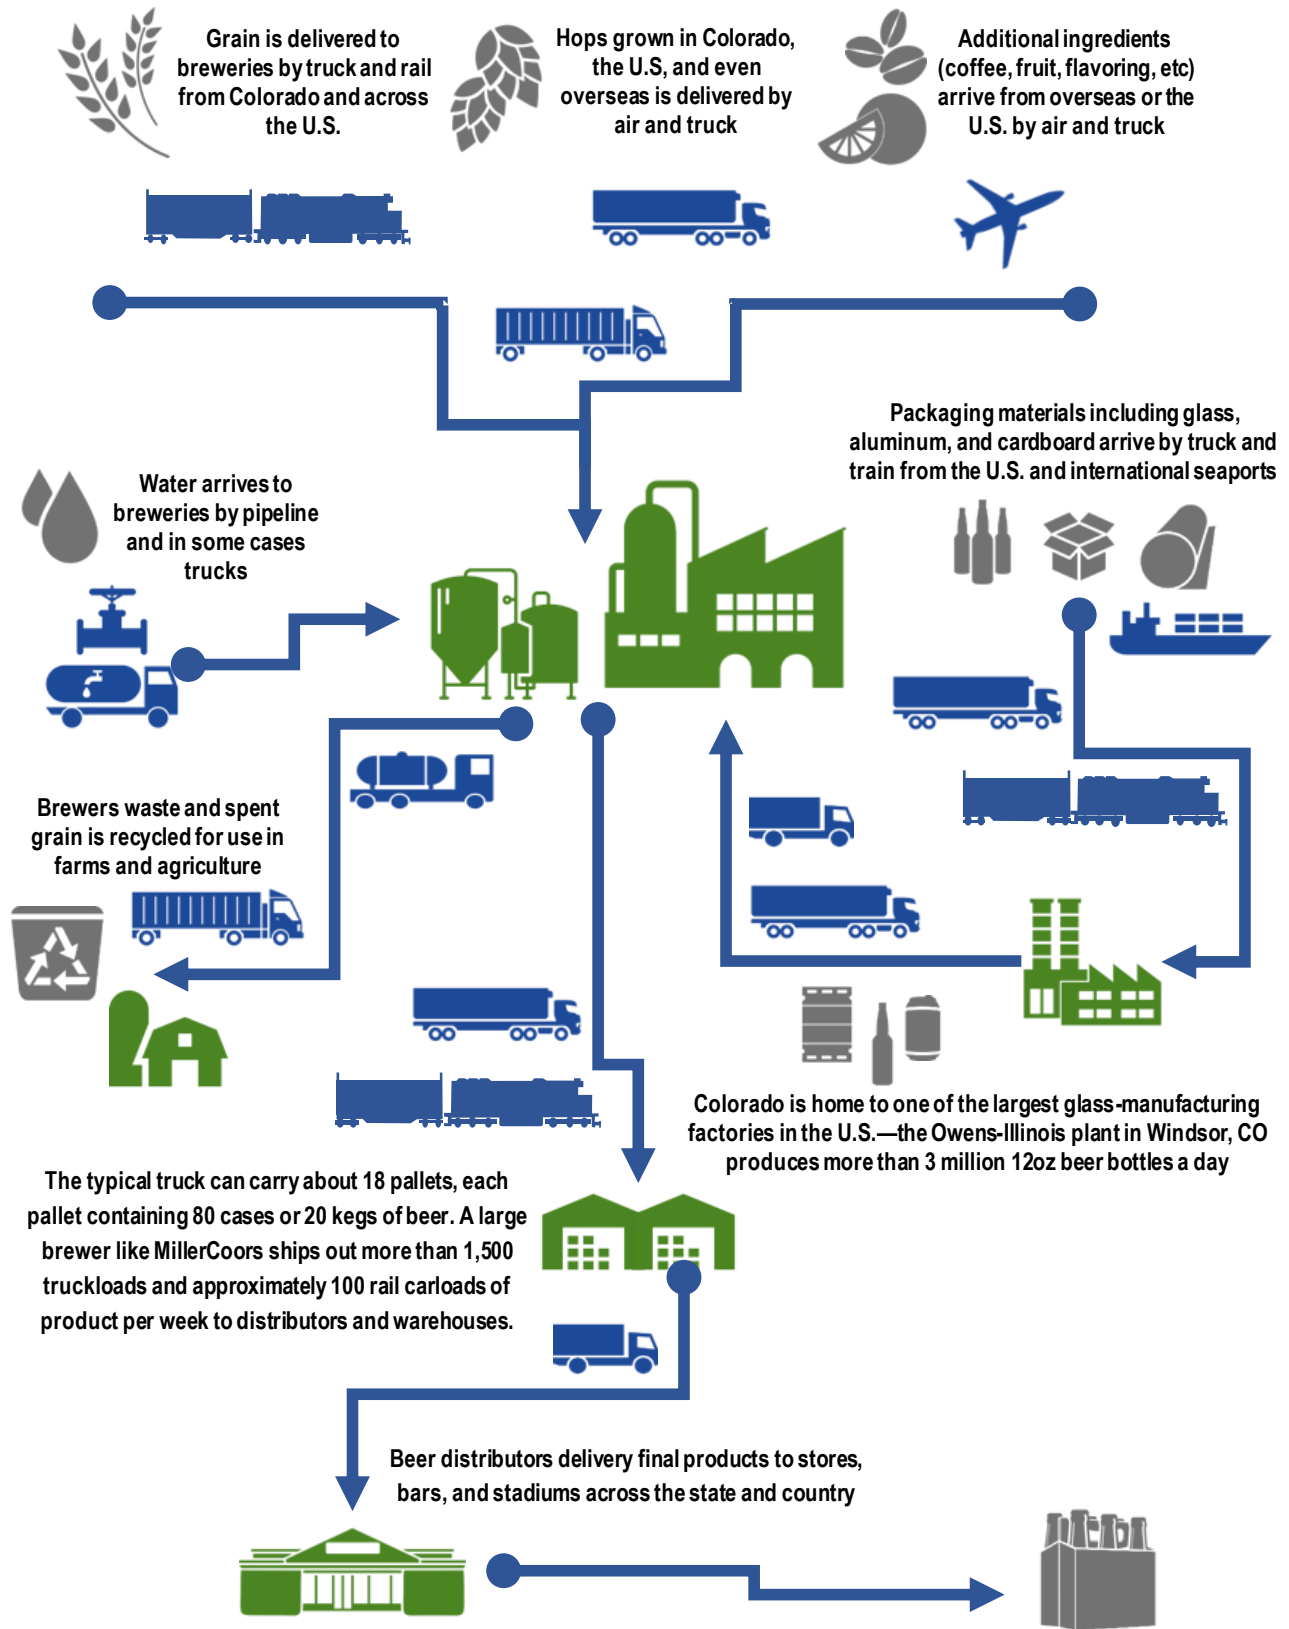 Grain is delivered to
breweries by truck and rail
from Colorado and across
the U.S.
Hops grown in Colorado,
the U.S, and even
overseas is delivered by
air and truck
Additional ingredients
(coffee, fruit, flavoring, etc)
arrive from overseas or the
U.S. by air and truck
Packaging materials including glass,
aluminum, and cardboard arrive by truck and
train from the U.S. and international seaports
Water arrives to
breweries by pipeline
and in some cases
trucks
Brewers waste and spent
grain is recycled for use in
farms and agriculture
Colorado is home to one of the largest glass-manufacturing
factories in the U.S.—the Owens-Illinois plant in Windsor, CO
produces more than 3 million 12oz beer bottles a day
The typical truck can carry about 18 pallets, each
pallet containing 80 cases or 20 kegs of beer. A large
brewer like MillerCoors ships out more than 1,500
truckloads and approximately 100 rail carloads of
product per week to distributors and warehouses.
Beer distributors delivery final products to stores,
bars, and stadiums across the state and country